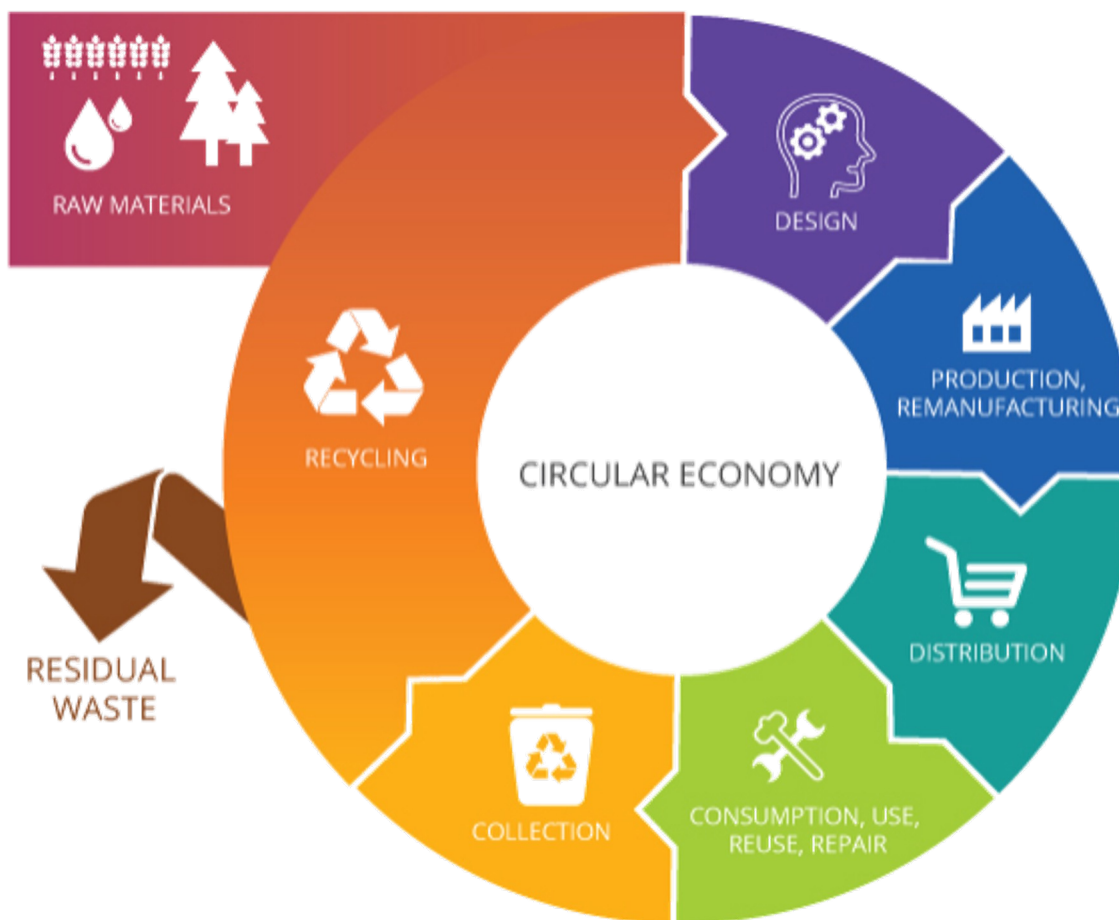 RAW MATERIALS
DESIGN
PRODUCTION,
REMANUFACTURING
RECYCLING
CIRCULAR ECONOMY
DISTRIBUTION
RESIDUAL
WASTE
COLLECTION
CONSUMPTION, USE,
REUSE, REPAIR